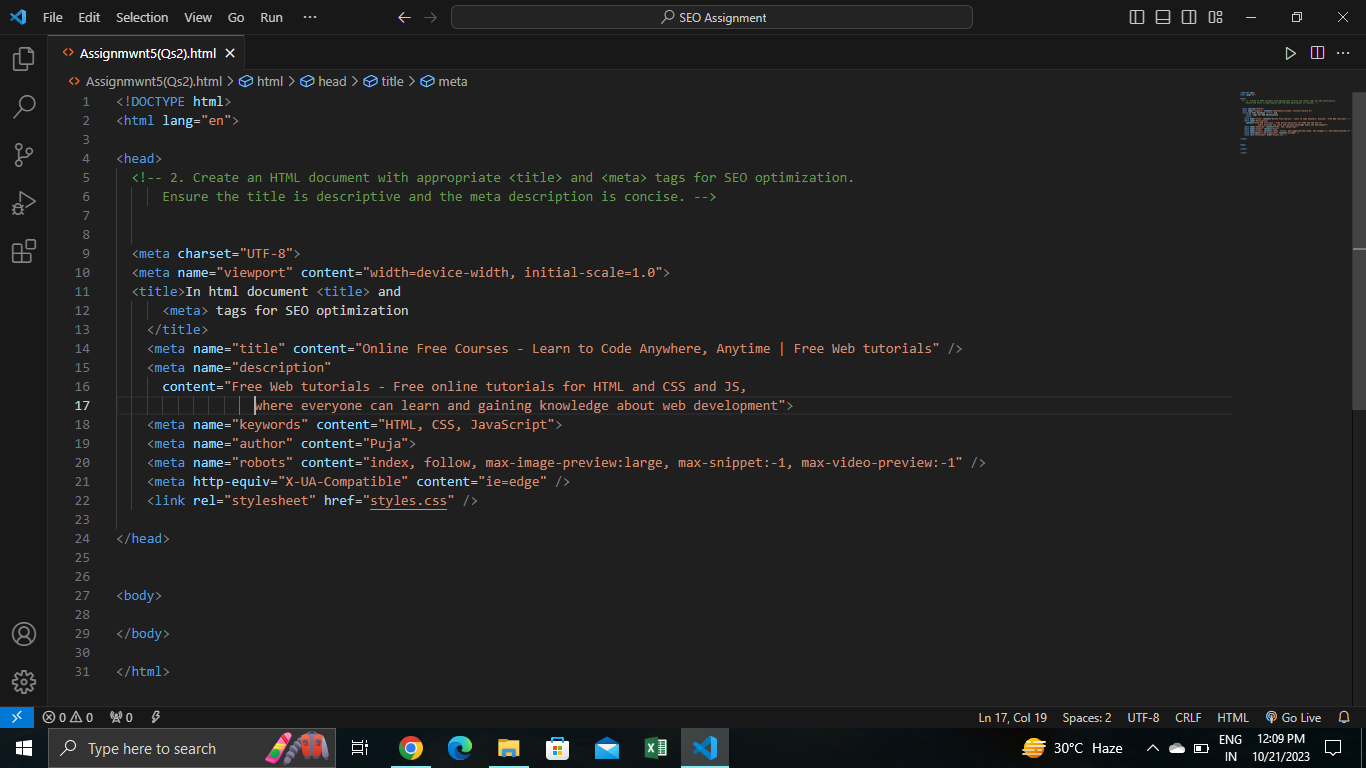 File Edit Selection View Go Run ··· SEO Assignment
Assignmwnt5(Qs2).html
Assignmwnt5(Qs2).html > html > head > title > meta
1 <!DOCTYPE html>
2 <html lang="en">
3
4 <head>
5 <!-- 2. Create an HTML document with appropriate <title> and <meta> tags for SEO optimization.
6 Ensure the title is descriptive and the meta description is concise. -->
7
8
9 <meta charset="UTF-8">
10 <meta name="viewport" content="width=device-width, initial-scale=1.0">
11 <title>In html document <title> and
12 <meta> tags for SEO optimization
13 </title>
14 <meta name="title" content="Online Free Courses - Learn to Code Anywhere, Anytime | Free Web tutorials" />
15 <meta name="description"
16 content="Free Web tutorials - Free online tutorials for HTML and CSS and JS,
17 where everyone can learn and gaining knowledge about web development">
18 <meta name="keywords" content="HTML, CSS, JavaScript">
19 <meta name="author" content="Puja">
20 <meta name="robots" content="index, follow, max-image-preview:large, max-snippet:-1, max-video-preview:-1" />
21 <meta http-equiv="X-UA-Compatible" content="ie=edge" />
22 <link rel="stylesheet" href="styles.css" />
23
24 </head>
25
26
27 <body>
28
29 </body>
30
31 </html>
0 0 0 Ln 17, Col 19 Spaces: 2 UTF-8 CRLF HTML Go Live
Type here to search 30°C Haze ENG IN 12:09 PM 10/21/2023